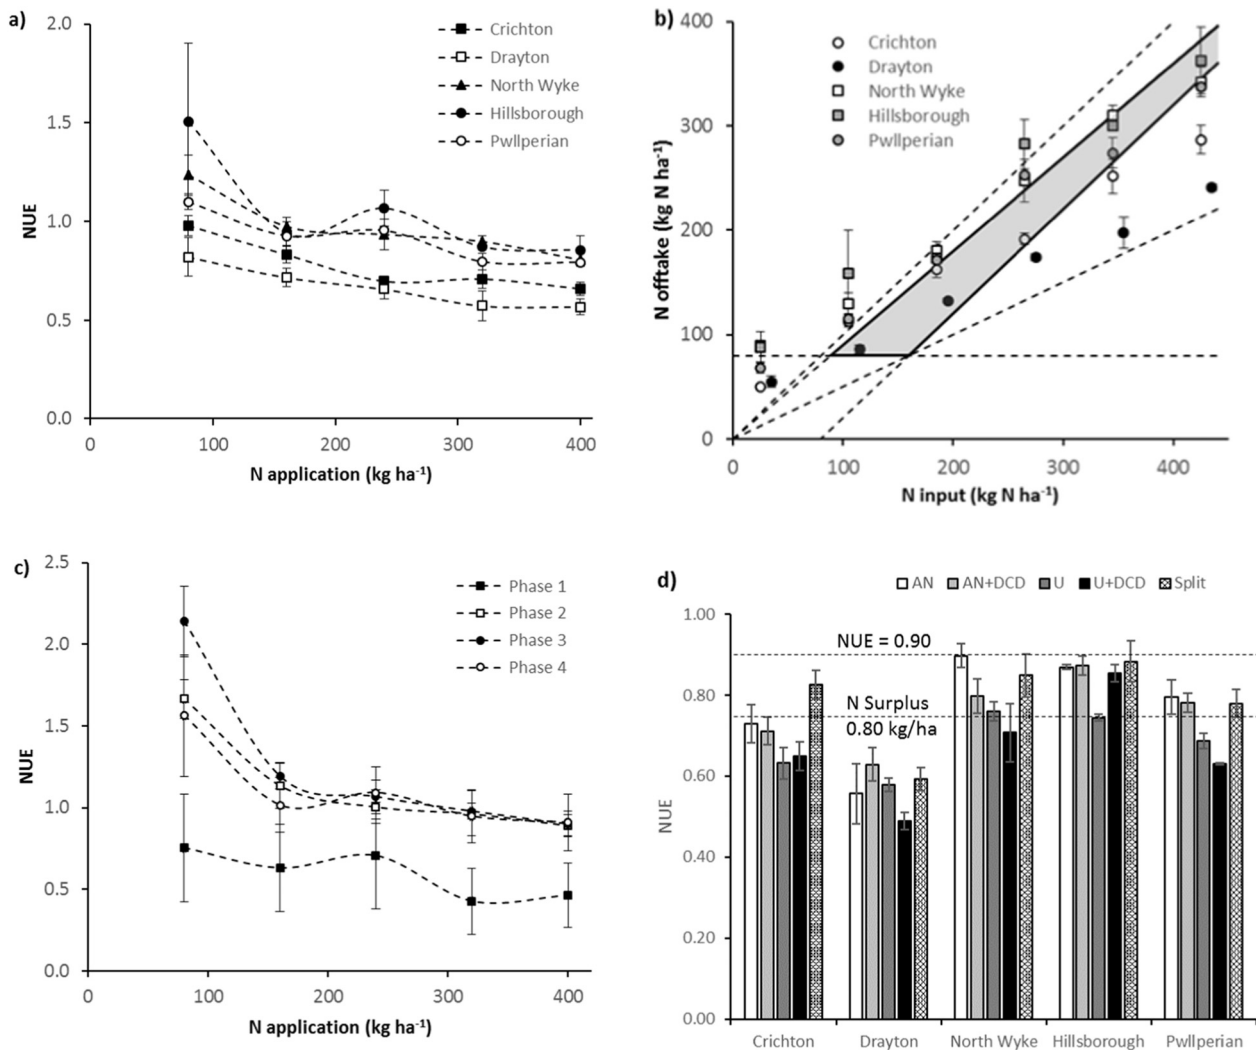 a)
2.0
1.5
1.0
0.5
0.0
NUE
0
100
200
300
400
N application (kg ha⁻¹)
Crichton
Drayton
North Wyke
Hillsborough
Pwllperian
b)
400
300
200
100
0
N offtake (kg N ha⁻¹)
0
100
200
300
400
N input (kg N ha⁻¹)
Crichton
Drayton
North Wyke
Hillsborough
Pwllperian
c)
2.5
2.0
1.5
1.0
0.5
0.0
NUE
0
100
200
300
400
N application (kg ha⁻¹)
Phase 1
Phase 2
Phase 3
Phase 4
d)
AN AN+DCD U U+DCD Split
1.00
0.80
0.60
0.40
0.20
0.00
NUE
NUE = 0.90
N Surplus
0.80 kg/ha
Crichton
Drayton
North Wyke
Hillsborough
Pwllperian